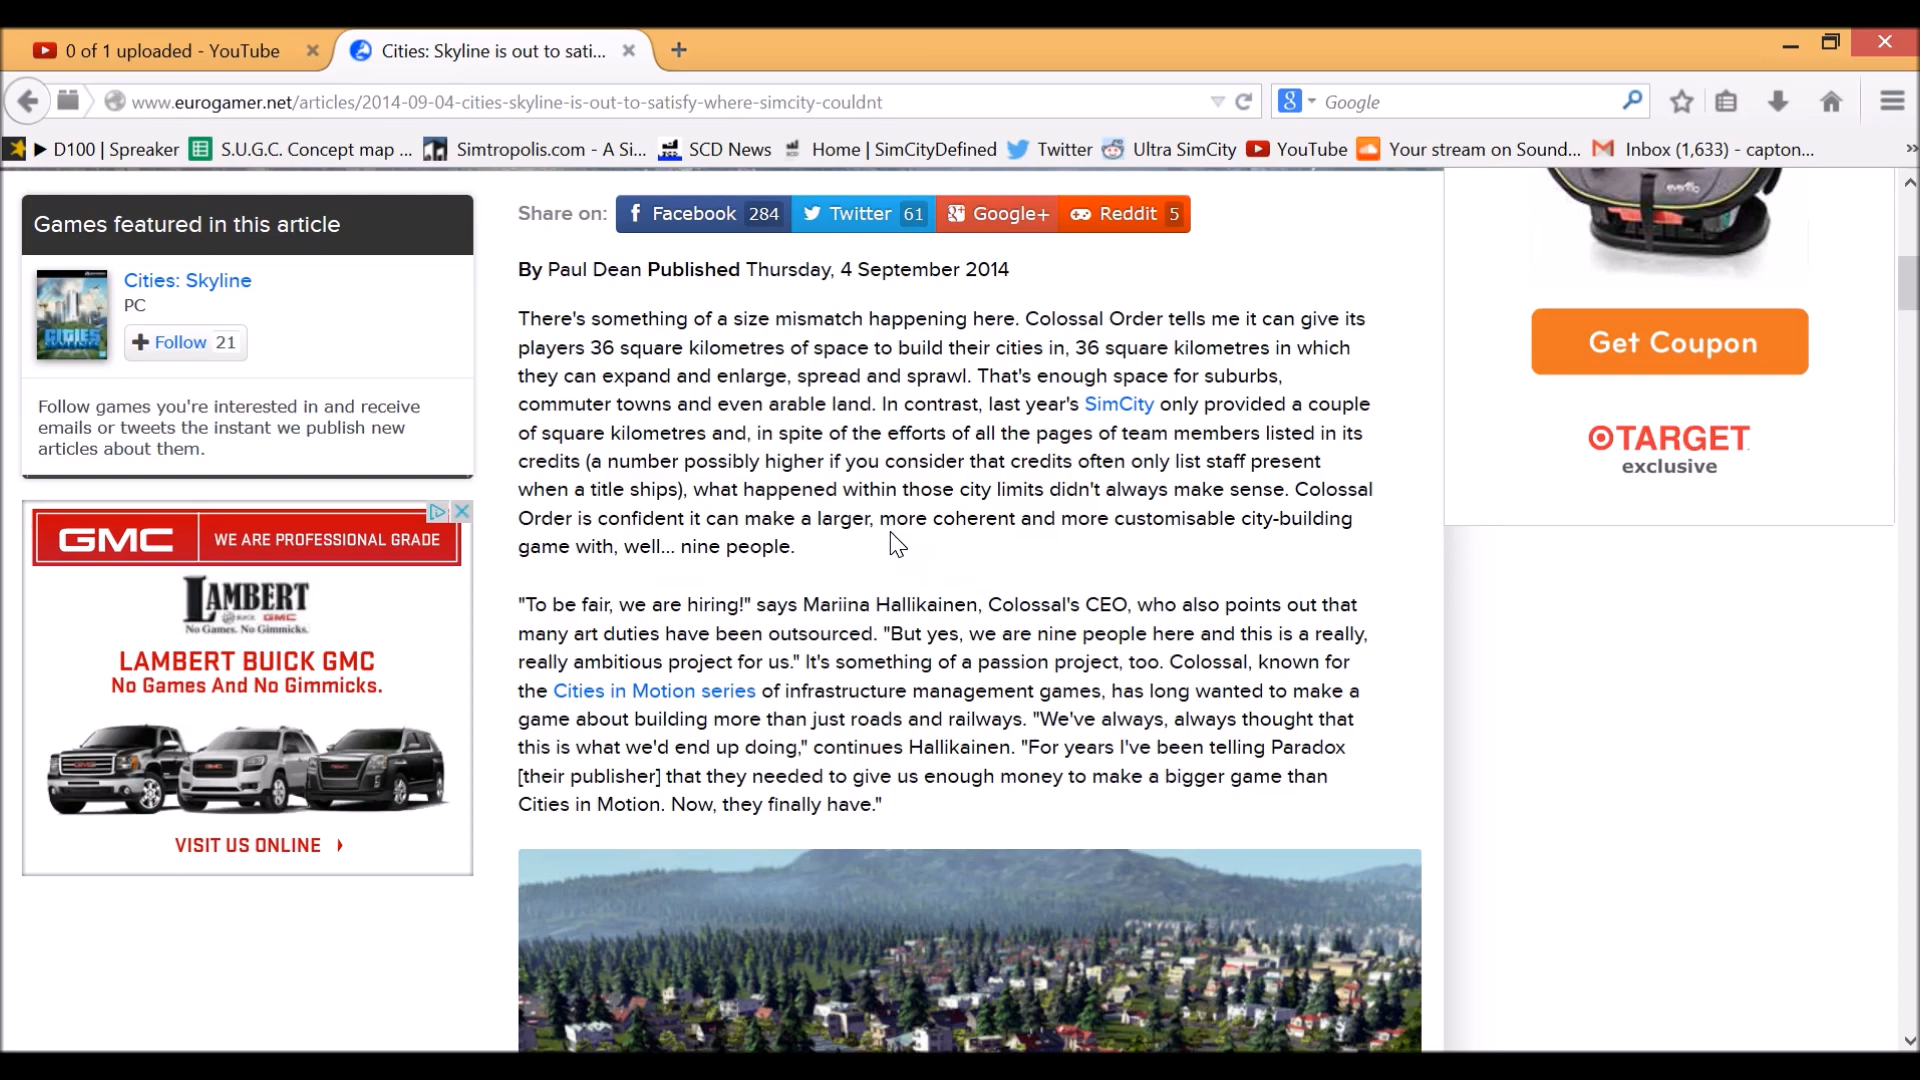 0 of 1 uploaded - YouTube
Cities: Skyline is out to sati...
www.eurogamer.net/articles/2014-09-04-cities-skyline-is-out-to-satisfy-where-simcity-couldnt
Google
D100 | Spreaker
S.U.G.C. Concept map ...
Simtropolis.com - A Si...
SCD News
Home | SimCityDefined
Twitter
Ultra SimCity
YouTube
Your stream on Sound...
Inbox (1,633) - capton...
Games featured in this article
Cities: Skyline
PC
CITIES
Follow 21
Follow games you're interested in and receive
emails or tweets the instant we publish new
articles about them.
GMC WE ARE PROFESSIONAL GRADE
LAMBERT
BUICK GMC
No Games. No Gimmicks.
LAMBERT BUICK GMC
No Games And No Gimmicks.
VISIT US ONLINE
Share on: Facebook 284 Twitter 61 Google+ Reddit 5
By Paul Dean Published Thursday, 4 September 2014
There's something of a size mismatch happening here. Colossal Order tells me it can give its
players 36 square kilometres of space to build their cities in, 36 square kilometres in which
they can expand and enlarge, spread and sprawl. That's enough space for suburbs,
commuter towns and even arable land. In contrast, last year's SimCity only provided a couple
of square kilometres and, in spite of the efforts of all the pages of team members listed in its
credits (a number possibly higher if you consider that credits often only list staff present
when a title ships), what happened within those city limits didn't always make sense. Colossal
Order is confident it can make a larger, more coherent and more customisable city-building
game with, well... nine people.
"To be fair, we are hiring!" says Mariina Hallikainen, Colossal's CEO, who also points out that
many art duties have been outsourced. "But yes, we are nine people here and this is a really,
really ambitious project for us." It's something of a passion project, too. Colossal, known for
the Cities in Motion series of infrastructure management games, has long wanted to make a
game about building more than just roads and railways. "We've always, always thought that
this is what we'd end up doing," continues Hallikainen. "For years I've been telling Paradox
[their publisher] that they needed to give us enough money to make a bigger game than
Cities in Motion. Now, they finally have."
evenflo
Get Coupon
TARGET
exclusive